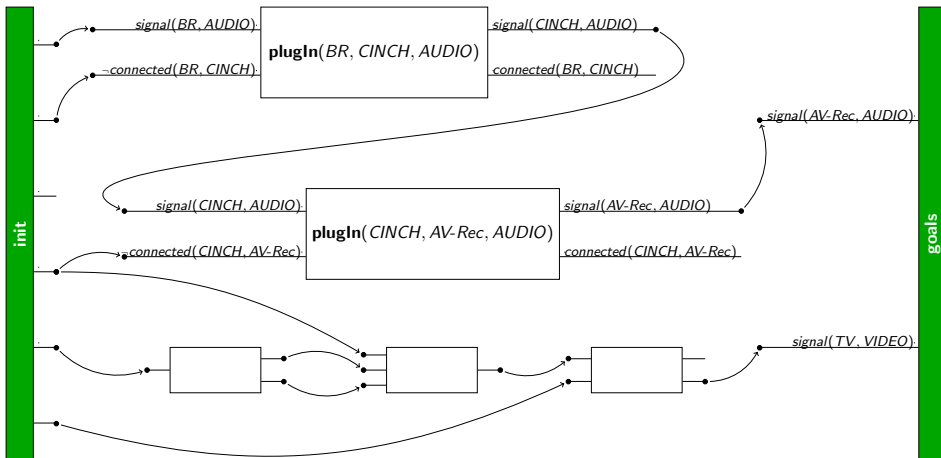 signal(BR, AUDIO)
¬connected(BR, CINCH)
plugIn(BR, CINCH, AUDIO)
signal(CINCH, AUDIO)
connected(BR, CINCH)
signal(AV-Rec, AUDIO)
signal(CINCH, AUDIO)
¬connected(CINCH, AV-Rec)
plugIn(CINCH, AV-Rec, AUDIO)
signal(AV-Rec, AUDIO)
connected(CINCH, AV-Rec)
init
goals
signal(TV, VIDEO)